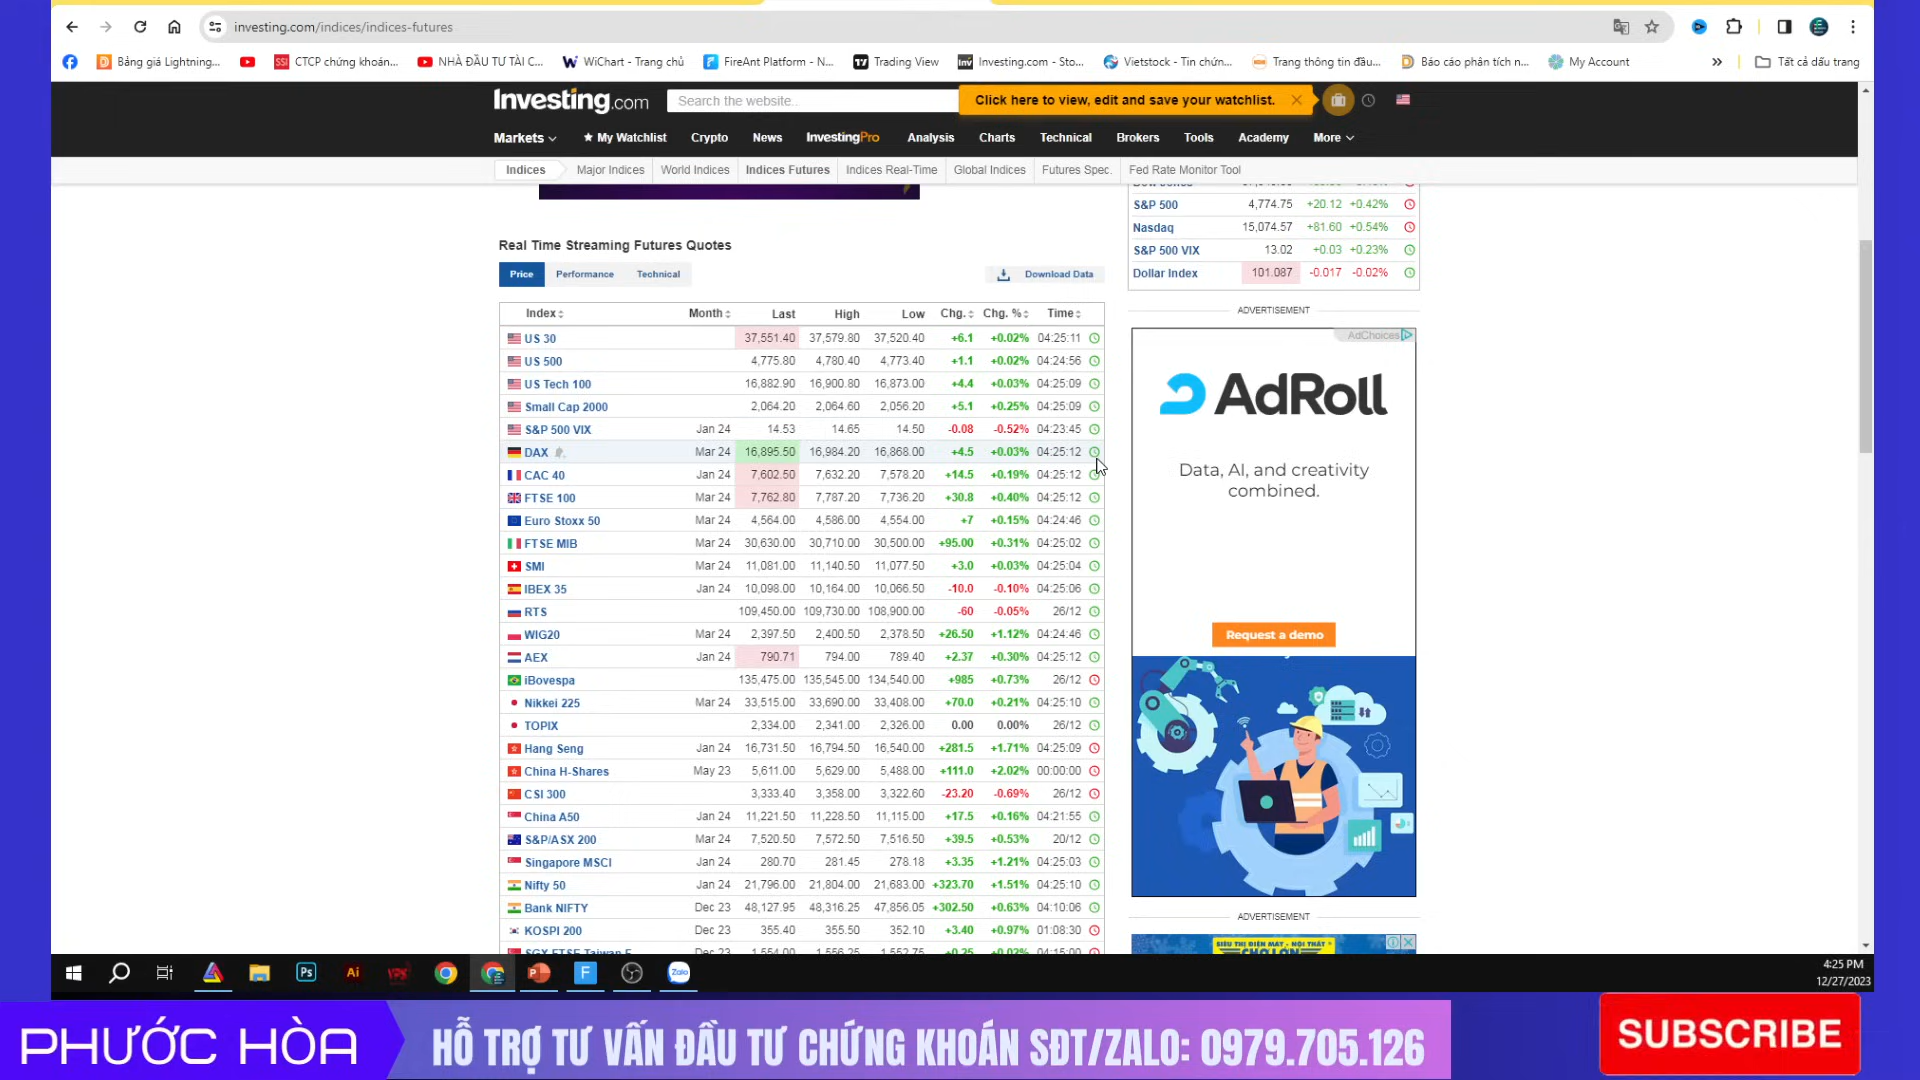 investing.com/indices/indices-futures
Bảng giá Lightning... CTCP chứng khoán... NHÀ ĐẦU TƯ TÀI C... WiChart - Trang chủ FireAnt Platform - N... Trading View Investing.com - Sto... Vietstock - Tin chứn... Trang thông tin đầu... Báo cáo phân tích n... My Account » Tất cả dấu trang
Investing.com Search the website... Click here to view, edit and save your watchlist.
Markets My Watchlist Crypto News InvestingPro Analysis Charts Technical Brokers Tools Academy More
Indices Major Indices World Indices Indices Futures Indices Real-Time Global Indices Futures Spec. Fed Rate Monitor Tool
S&P 500 4,774.75 +20.12 +0.42%
Nasdaq 15,074.57 +81.60 +0.54%
S&P 500 VIX 13.02 +0.03 +0.23%
Dollar Index 101.087 -0.017 -0.02%
Real Time Streaming Futures Quotes
Price Performance Technical Download Data
Index Month Last High Low Chg. Chg. % Time
US 30 37,551.40 37,579.80 37,520.40 +6.1 +0.02% 04:25:11
US 500 4,775.80 4,780.40 4,773.40 +1.1 +0.02% 04:24:56
US Tech 100 16,882.90 16,900.80 16,873.00 +4.4 +0.03% 04:25:09
Small Cap 2000 2,064.20 2,064.60 2,056.20 +5.1 +0.25% 04:25:09
S&P 500 VIX Jan 24 14.53 14.65 14.50 -0.08 -0.52% 04:23:45
DAX Mar 24 16,895.50 16,984.20 16,868.00 +4.5 +0.03% 04:25:12
CAC 40 Jan 24 7,602.50 7,632.20 7,578.20 +14.5 +0.19% 04:25:12
FTSE 100 Mar 24 7,762.80 7,787.20 7,736.20 +30.8 +0.40% 04:25:12
Euro Stoxx 50 Mar 24 4,564.00 4,586.00 4,554.00 +7 +0.15% 04:24:46
FTSE MIB Mar 24 30,630.00 30,710.00 30,500.00 +95.00 +0.31% 04:25:02
SMI Mar 24 11,081.00 11,140.50 11,077.50 +3.0 +0.03% 04:25:04
IBEX 35 Jan 24 10,098.00 10,164.00 10,066.50 -10.0 -0.10% 04:25:06
RTS 109,450.00 109,730.00 108,900.00 -60 -0.05% 26/12
WIG20 Mar 24 2,397.50 2,400.50 2,378.50 +26.50 +1.12% 04:24:46
AEX Jan 24 790.71 794.00 789.40 +2.37 +0.30% 04:25:12
iBovespa 135,475.00 135,545.00 134,540.00 +985 +0.73% 26/12
Nikkei 225 Mar 24 33,515.00 33,690.00 33,408.00 +70.0 +0.21% 04:25:10
TOPIX 2,334.00 2,341.00 2,326.00 0.00 0.00% 26/12
Hang Seng Jan 24 16,731.50 16,794.50 16,540.00 +281.5 +1.71% 04:25:09
China H-Shares May 23 5,611.00 5,629.00 5,488.00 +111.0 +2.02% 00:00:00
CSI 300 3,333.40 3,358.00 3,322.60 -23.20 -0.69% 26/12
China A50 Jan 24 11,221.50 11,228.50 11,115.00 +17.5 +0.16% 04:21:55
S&P/ASX 200 Mar 24 7,520.50 7,572.50 7,516.50 +39.5 +0.53% 20/12
Singapore MSCI Jan 24 280.70 281.45 278.18 +3.35 +1.21% 04:25:03
Nifty 50 Jan 24 21,796.00 21,804.00 21,683.00 +323.70 +1.51% 04:25:10
Bank NIFTY Dec 23 48,127.95 48,316.25 47,856.05 +302.50 +0.63% 04:10:06
KOSPI 200 Dec 23 355.40 355.50 352.10 +3.40 +0.97% 01:08:30
ADVERTISEMENT
AdChoices
AdRoll
Data, AI, and creativity
combined.
Request a demo
ADVERTISEMENT
SIÊU THỊ ĐIỆN MÁY - NỘI THẤT
Ps Ai F Zalo
4:25 PM
12/27/2023
PHƯỚC HÒA
HỖ TRỢ TƯ VẤN ĐẦU TƯ CHỨNG KHOÁN SĐT/ZALO: 0979.705.126
SUBSCRIBE